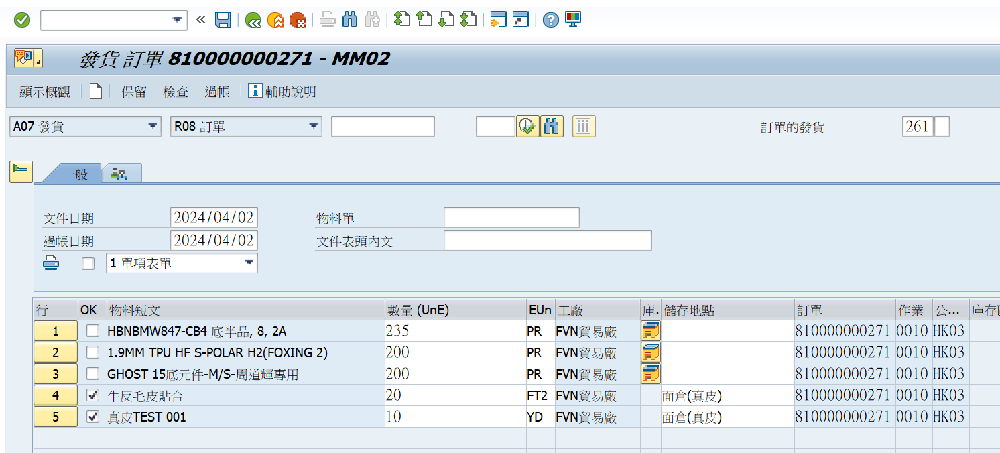 發貨 訂單 810000000271 - MM02
顯示概觀 保留 檢查 過帳 輔助說明
A07 發貨 R08 訂單 訂單的發貨 261
一般
文件日期 2024/04/02 物料單
過帳日期 2024/04/02 文件表頭內文
1 單項表單
行 OK 物料短文 數量 (UnE) EUn 工廠 庫. 儲存地點 訂單 作業 公... 庫存
1 HBNBMW847-CB4 底半品, 8, 2A 235 PR FVN貿易廠 810000000271 0010 HK03
2 1.9MM TPU HF S-POLAR H2(FOXING 2) 200 PR FVN貿易廠 810000000271 0010 HK03
3 GHOST 15底元件-M/S-周道輝專用 200 PR FVN貿易廠 810000000271 0010 HK03
4 牛反毛皮貼合 20 FT2 FVN貿易廠 面倉(真皮) 810000000271 0010 HK03
5 真皮TEST 001 10 YD FVN貿易廠 面倉(真皮) 810000000271 0010 HK03